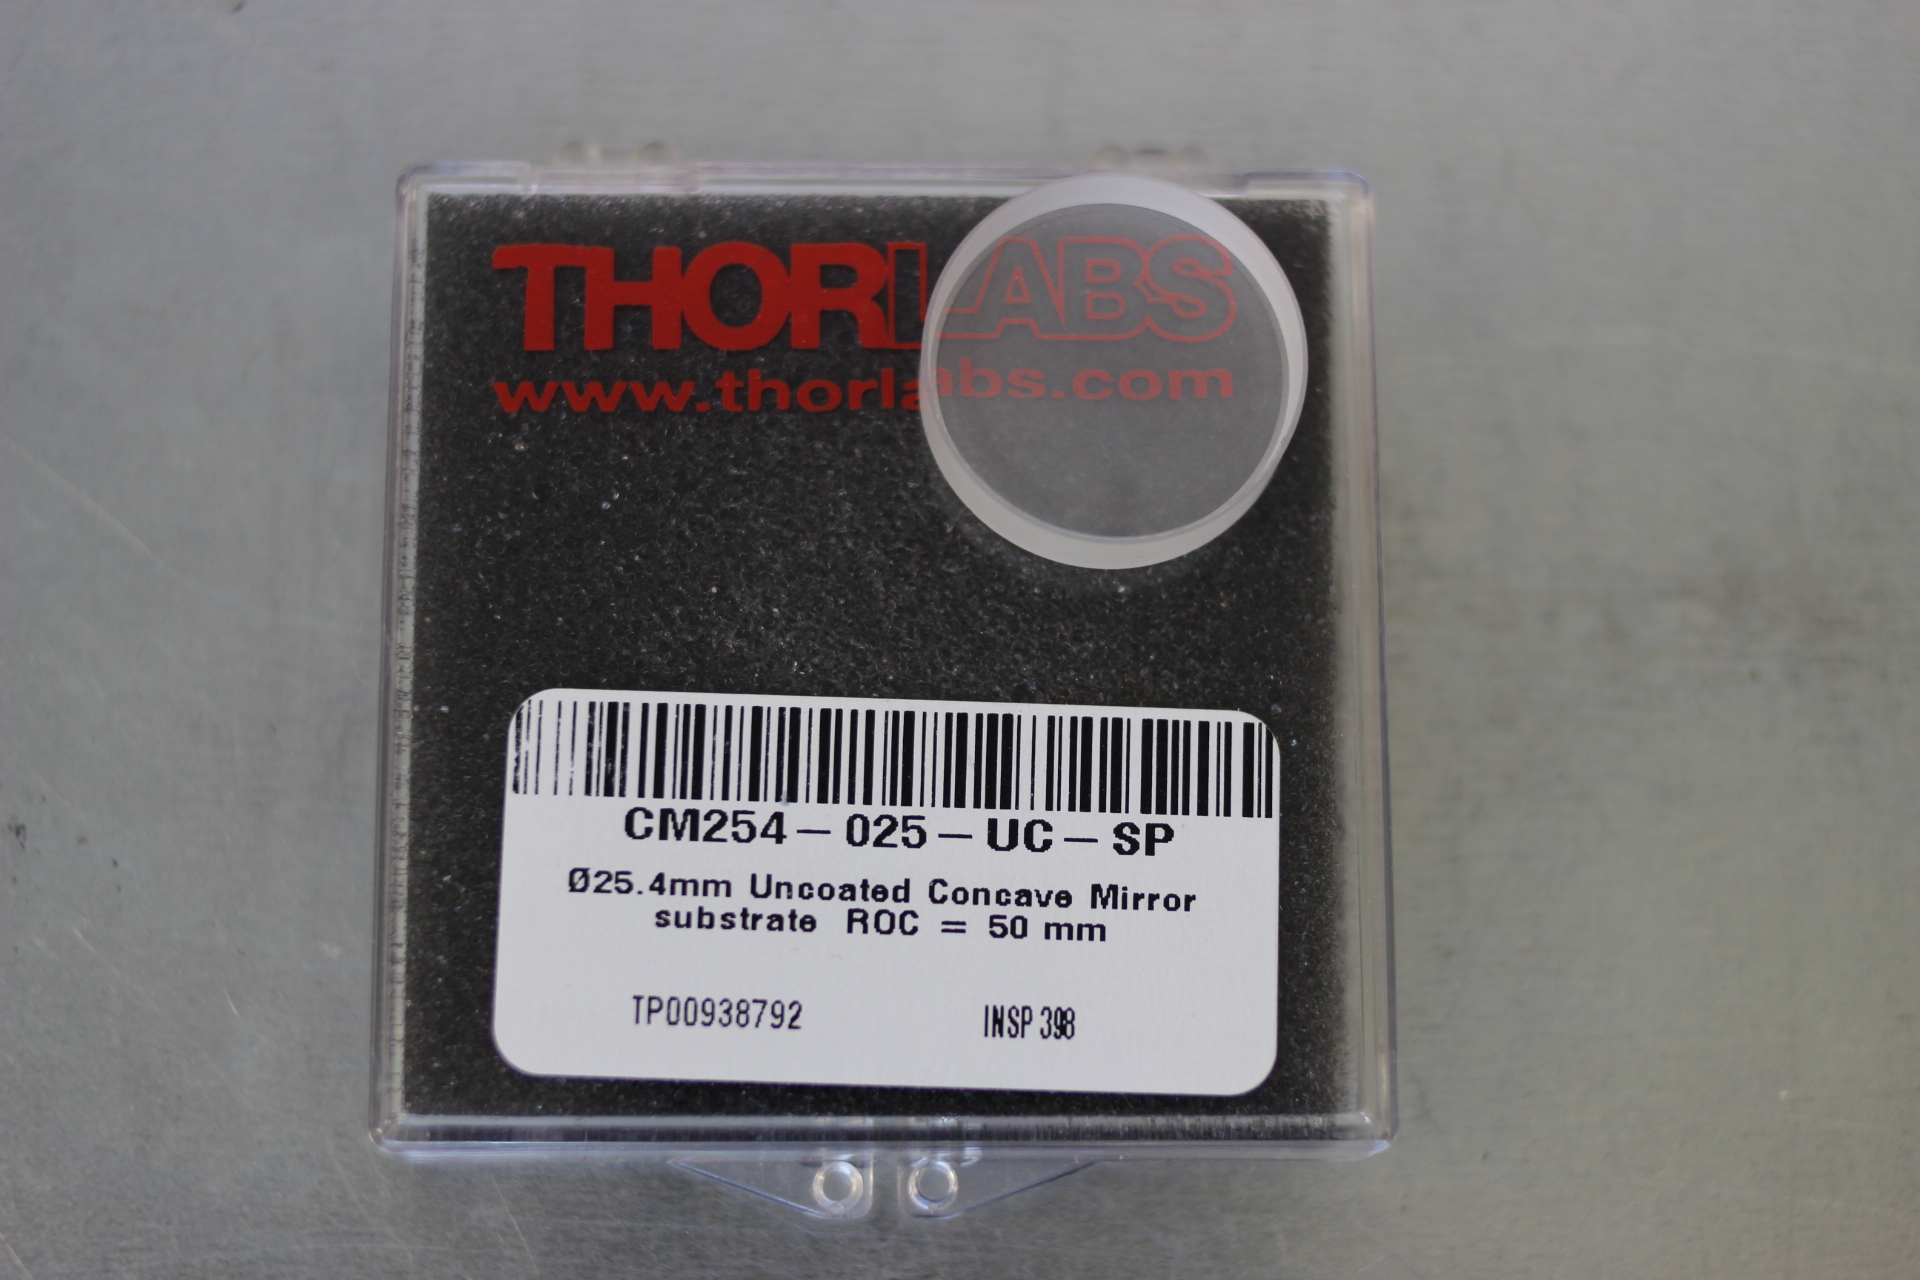 THORLABS
www.thorlabs.com
CM254-025-UC-SP
Ø25.4mm Uncoated Concave Mirror
substrate ROC = 50 mm
TP00938792 INSP 398